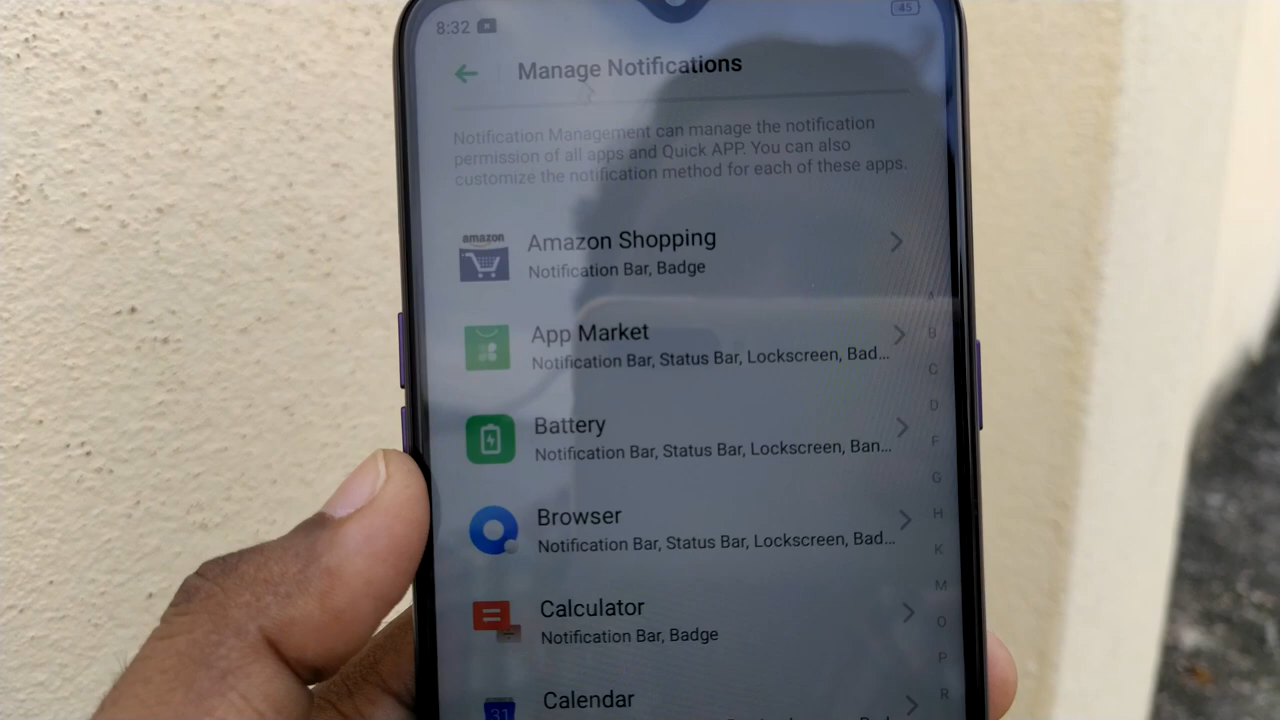 8:32
45
Manage Notifications
Notification Management can manage the notification
permission of all apps and Quick APP. You can also
customize the notification method for each of these apps.
amazon
Amazon Shopping
Notification Bar, Badge
A
App Market
B
Notification Bar, Status Bar, Lockscreen, Bad...
C
D
Battery
F
Notification Bar, Status Bar, Lockscreen, Ban...
G
Browser
H
Notification Bar, Status Bar, Lockscreen, Bad...
K
M
Calculator
O
Notification Bar, Badge
P
R
Calendar
31